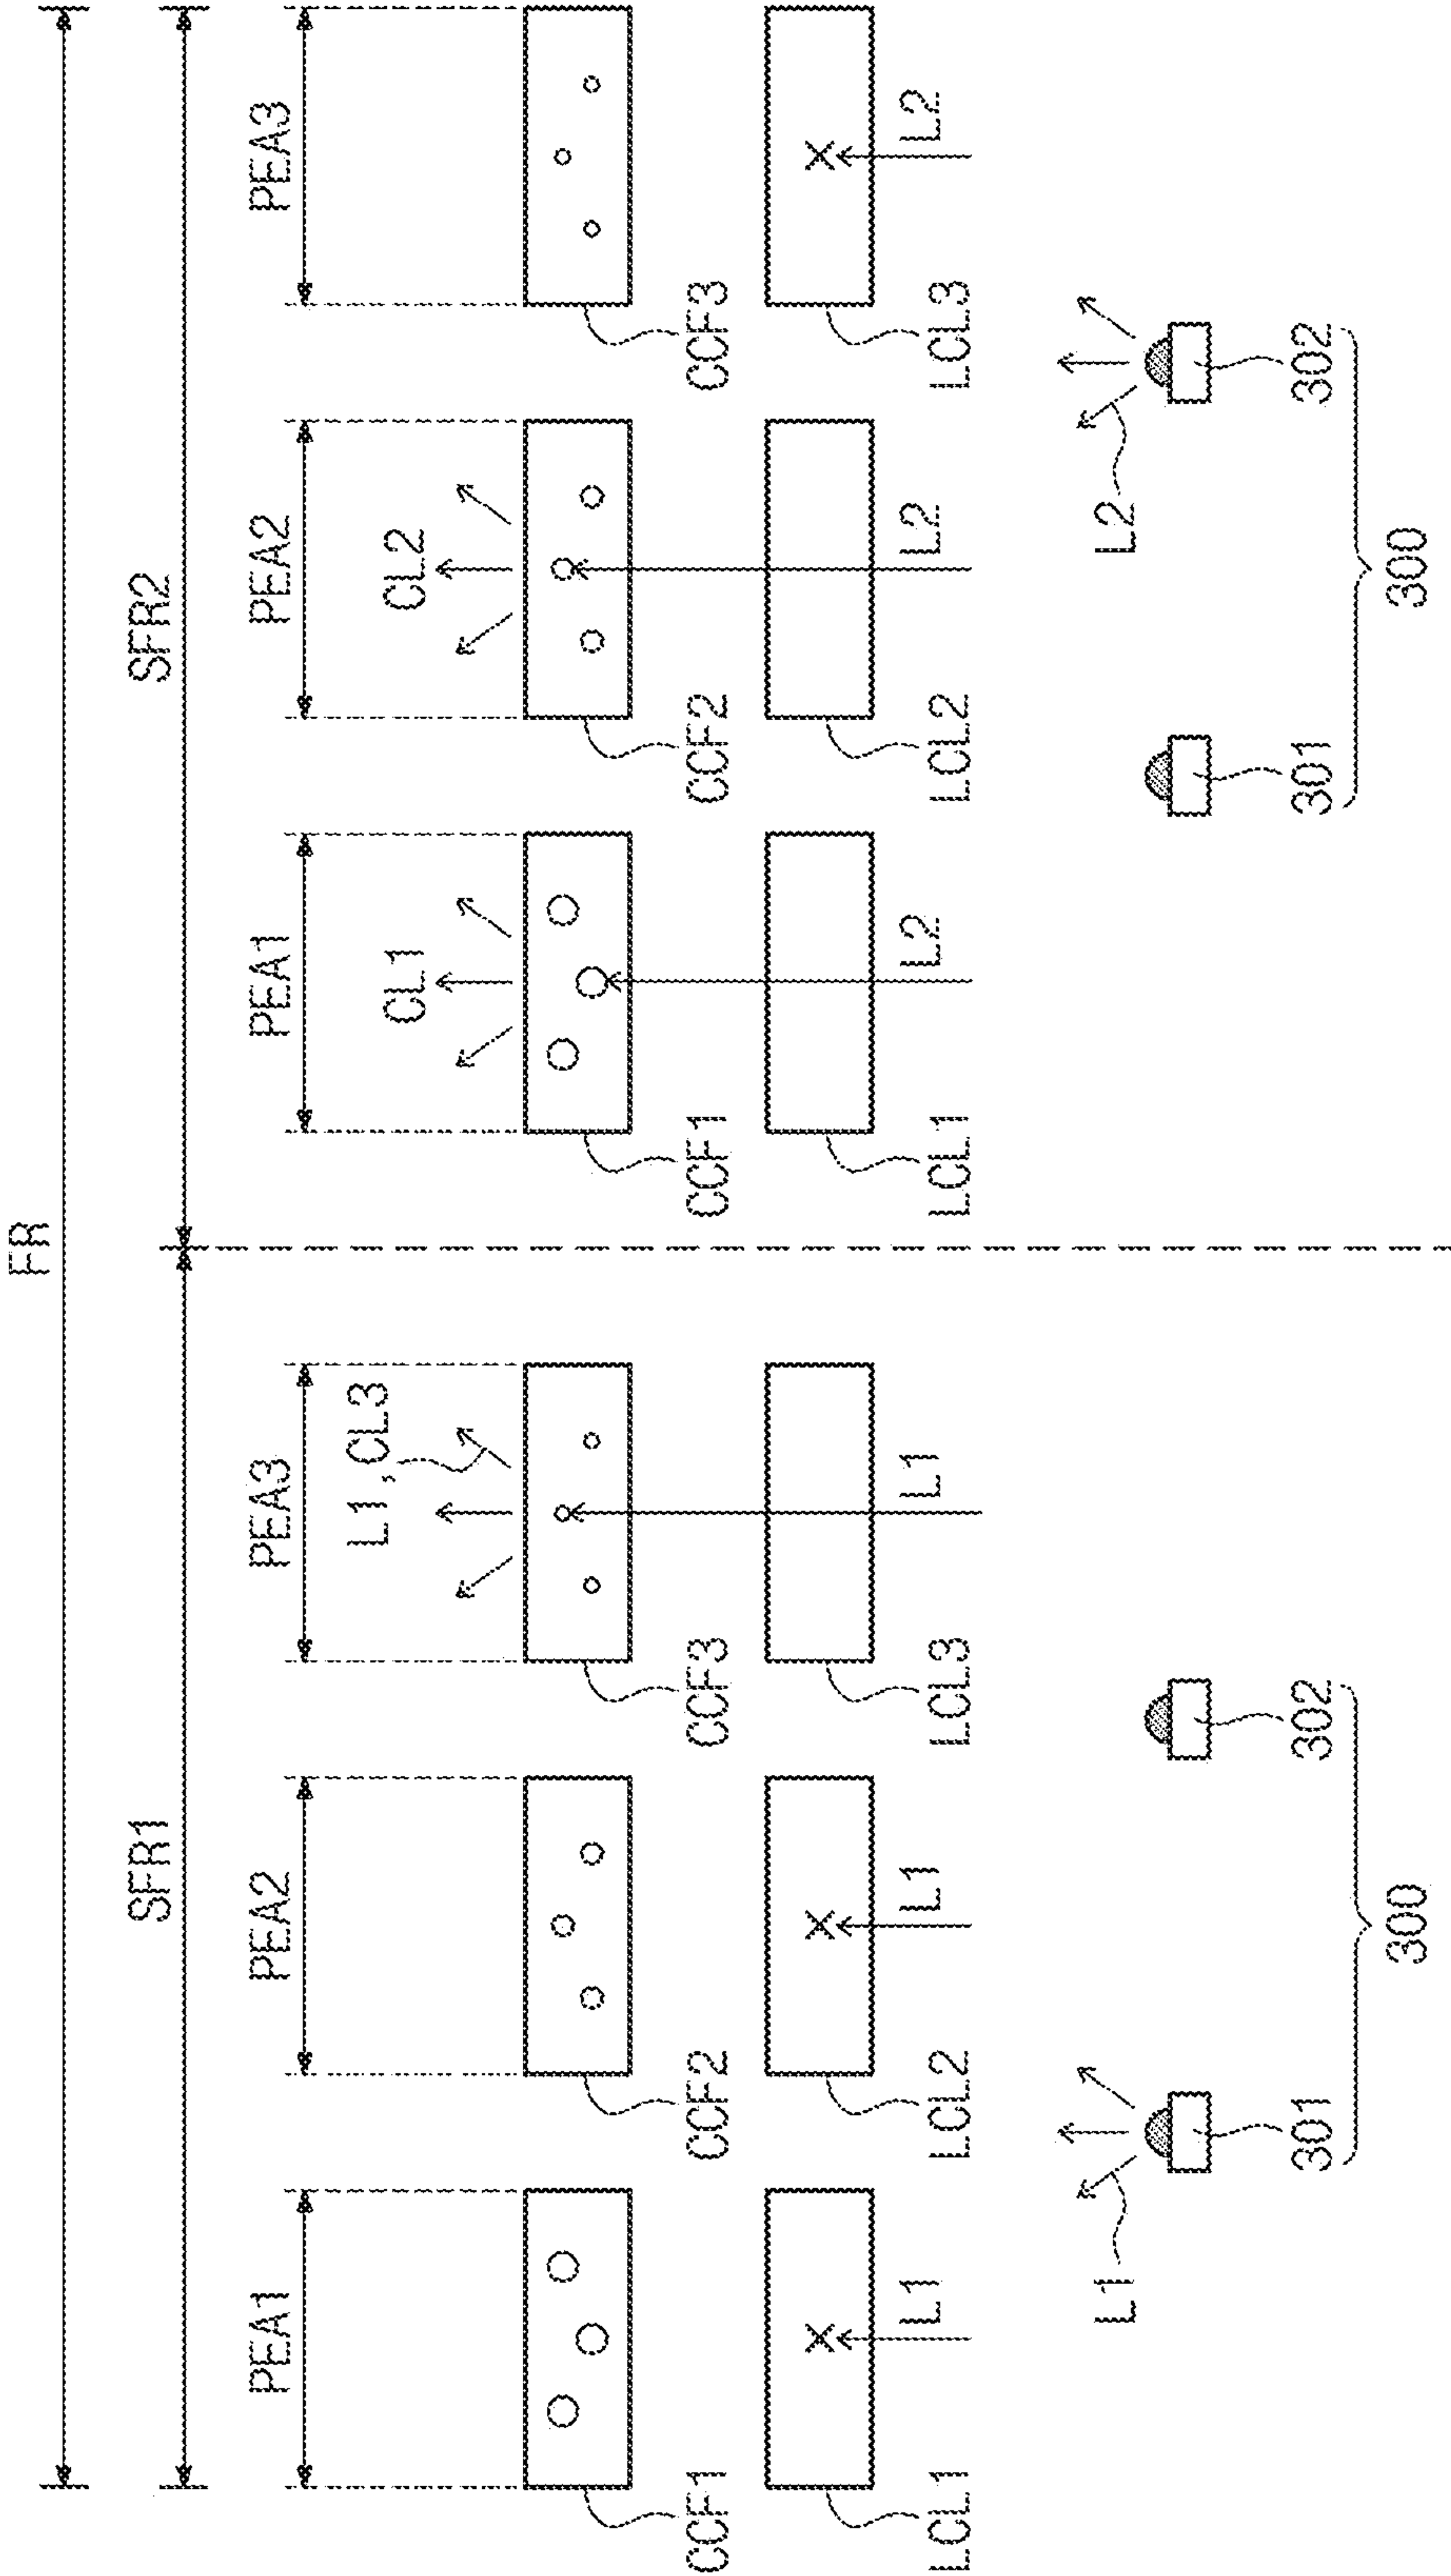 FR
SFR1 SFR2
PEA1 PEA2 PEA3 PEA1 PEA2 PEA3
L1,CL3 CL1 CL2
CCF1 CCF2 CCF3 CCF1 CCF2 CCF3
L1 L1 L1 L2 L2 L2
LCL1 LCL2 LCL3 LCL1 LCL2 LCL3
L1 L2
301 302 301 302
300 300